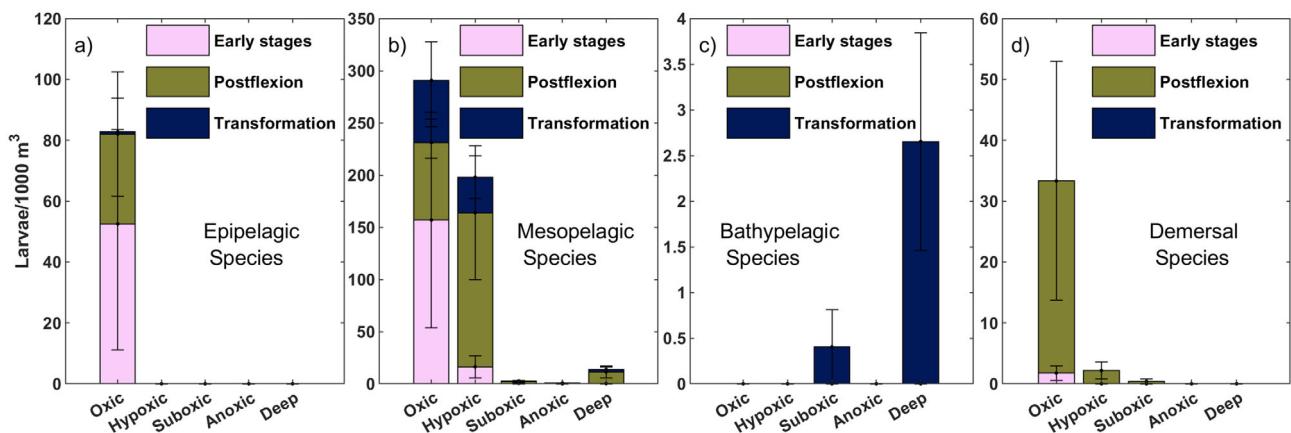 Larvae/1000 m³
a)
Early stages
Postflexion
Transformation
Epipelagic
Species
120
100
80
60
40
20
0
Oxic
Hypoxic
Suboxic
Anoxic
Deep
b)
Early stages
Postflexion
Transformation
Mesopelagic
Species
350
300
250
200
150
100
50
0
Oxic
Hypoxic
Suboxic
Anoxic
Deep
c)
Early stages
Postflexion
Transformation
Bathypelagic
Species
4
3.5
3
2.5
2
1.5
1
0.5
0
Oxic
Hypoxic
Suboxic
Anoxic
Deep
d)
Early stages
Postflexion
Transformation
Demersal
Species
60
50
40
30
20
10
0
Oxic
Hypoxic
Suboxic
Anoxic
Deep